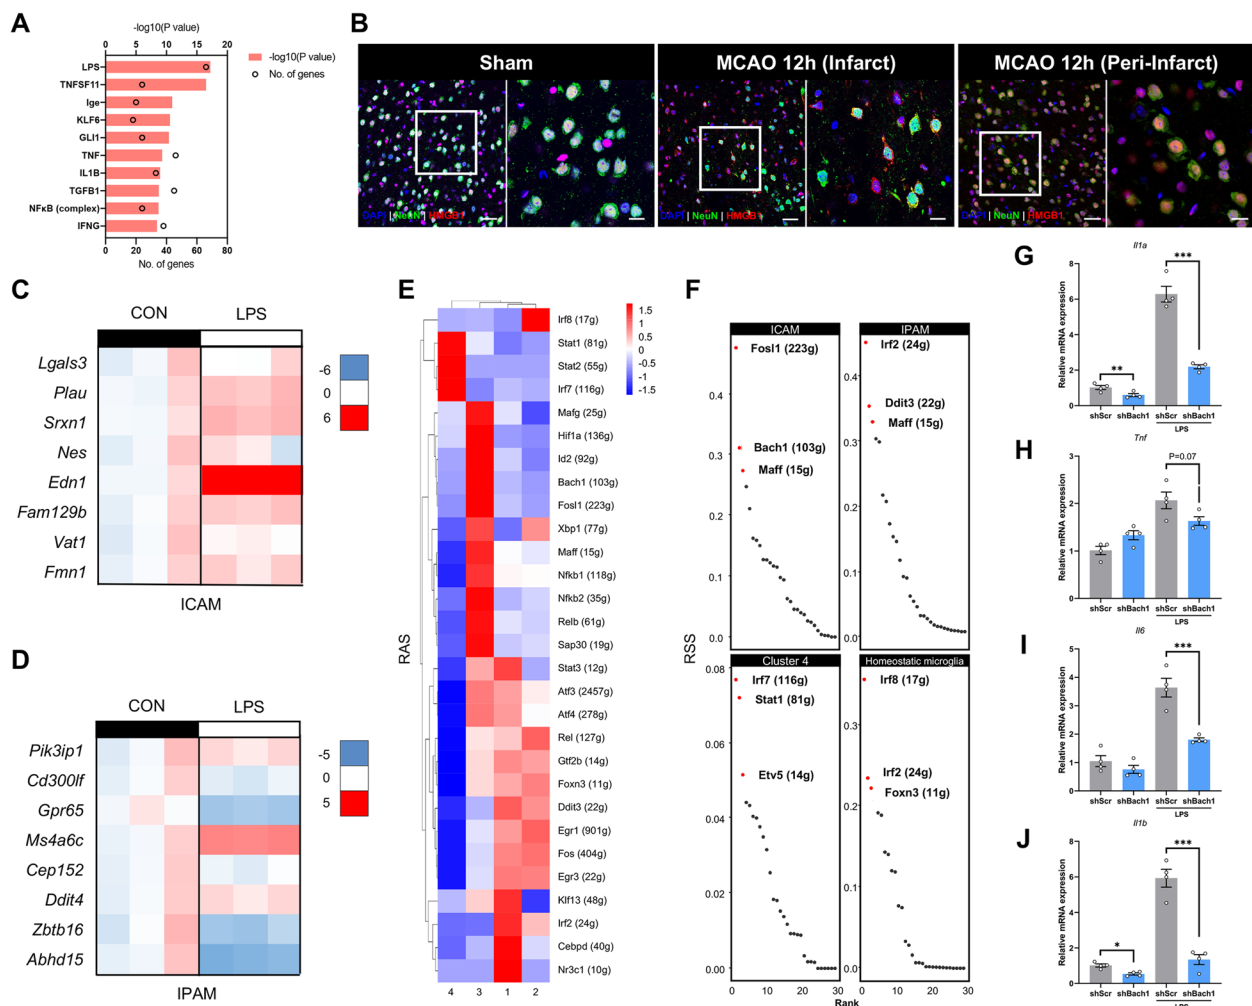 A
-log10(P value)
0 5 10 15 20
LPS
TNFSF11
Ige
KLF6
GLI1
TNF
IL1B
TGFB1
NFκB (complex)
IFNG
0 20 40 60 80
No. of genes
-log10(P value)
No. of genes
B
Sham
MCAO 12h (Infarct)
MCAO 12h (Peri-Infarct)
DAPI | NeuN | HMGB1
DAPI | NeuN | HMGB1
DAPI | NeuN | HMGB1
C
CON LPS
Lgals3
Plau
Srxn1
Nes
Edn1
Fam129b
Vat1
Fmn1
ICAM
-6
0
6
D
CON LPS
Pik3ip1
Cd300lf
Gpr65
Ms4a6c
Cep152
Ddit4
Zbtb16
Abhd15
IPAM
-5
0
5
E
1.5
1
0.5
0
-0.5
-1
-1.5
RAS
Irf8 (17g)
Stat1 (81g)
Stat2 (55g)
Irf7 (116g)
Mafg (25g)
Hif1a (136g)
Id2 (92g)
Bach1 (103g)
Fosl1 (223g)
Xbp1 (77g)
Maff (15g)
Nfkb1 (118g)
Nfkb2 (35g)
Relb (61g)
Sap30 (19g)
Stat3 (12g)
Atf3 (2457g)
Atf4 (278g)
Rel (127g)
Gtf2b (14g)
Foxn3 (11g)
Ddit3 (22g)
Egr1 (901g)
Fos (404g)
Egr3 (22g)
Klf13 (48g)
Irf2 (24g)
Cebpd (40g)
Nr3c1 (10g)
4 3 1 2
F
RSS
ICAM
Fosl1 (223g)
Bach1 (103g)
Maff (15g)
0.4
0.3
0.2
0.1
0.0
IPAM
Irf2 (24g)
Ddit3 (22g)
Maff (15g)
0.4
0.3
0.2
0.1
0.0
Cluster 4
Irf7 (116g)
Stat1 (81g)
Etv5 (14g)
0.08
0.06
0.04
0.02
0.00
Homeostatic microglia
Irf8 (17g)
Irf2 (24g)
Foxn3 (11g)
0.3
0.2
0.1
0.0
0 10 20 30 0 10 20 30
Rank
G
Il1a
Relative mRNA expression
8
6
4
2
0
**
***
shScr shBach1 shScr shBach1
LPS
H
Tnf
Relative mRNA expression
3
2
1
0
P=0.07
shScr shBach1 shScr shBach1
LPS
I
Il6
Relative mRNA expression
5
4
3
2
1
0
***
shScr shBach1 shScr shBach1
LPS
J
Il1b
Relative mRNA expression
8
6
4
2
0
*
***
shScr shBach1 shScr shBach1
LPS